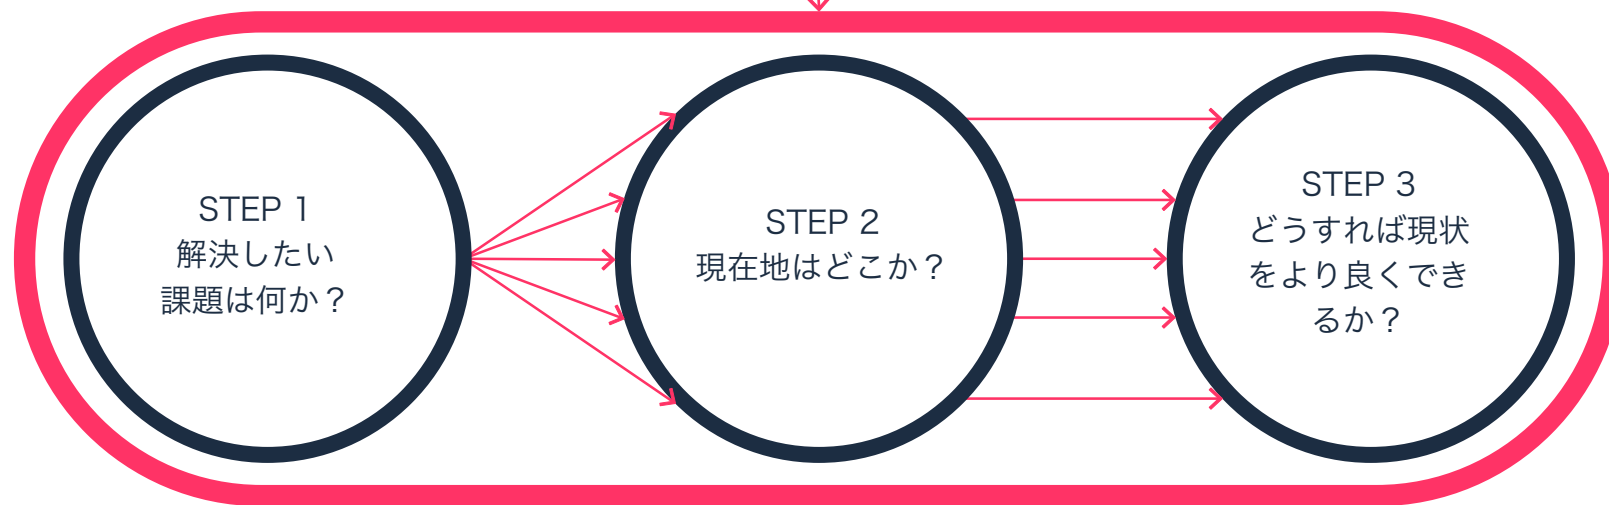 STEP 1
解決したい
課題は何か？
STEP 2
現在地はどこか？
STEP 3
どうすれば現状
をより良くでき
るか？